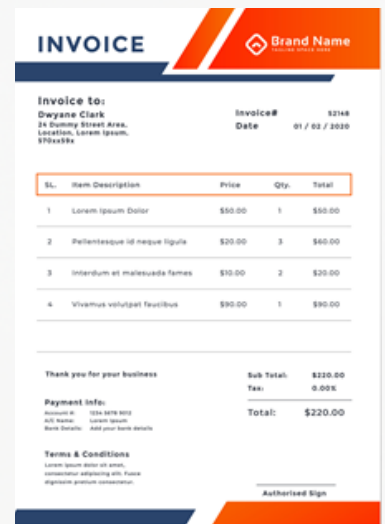 INVOICE
Brand Name
TAGLINE SPACE HERE
Invoice to:
Dwyane Clark
24 Dummy Street Area,
Location, Lorem Ipsum,
570xx59x
Invoice# 52148
Date 01 / 02 / 2020
SL. Item Description Price Qty. Total
1 Lorem Ipsum Dolor $50.00 1 $50.00
2 Pellentesque id neque ligula $20.00 3 $60.00
3 Interdum et malesuada fames $10.00 2 $20.00
4 Vivamus volutpat faucibus $90.00 1 $90.00
Thank you for your business
Sub Total: $220.00
Tax: 0.00%
Payment Info:
Account #: 1234 5678 9012
A/C Name: Lorem Ipsum
Bank Details: Add your bank details
Total: $220.00
Terms & Conditions
Lorem ipsum dolor sit amet,
consectetur adipiscing elit. Fusce
dignissim pretium consectetur.
Authorised Sign